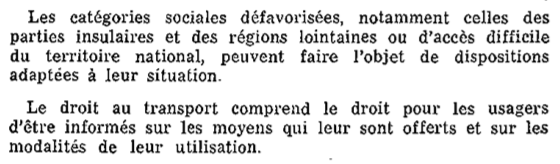 Les catégories sociales défavorisées, notamment celles des
parties insulaires et des régions lointaines ou d'accès difficile
du territoire national, peuvent faire l'objet de dispositions
adaptées à leur situation.
Le droit au transport comprend le droit pour les usagers
d'être informés sur les moyens qui leur sont offerts et sur les
modalités de leur utilisation.